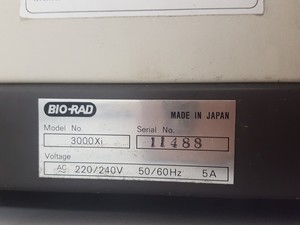 BIO-RAD
MADE IN JAPAN
Model No. Serial No.
3000Xi 11488
Voltage
AC 220/240V 50/60Hz 5A